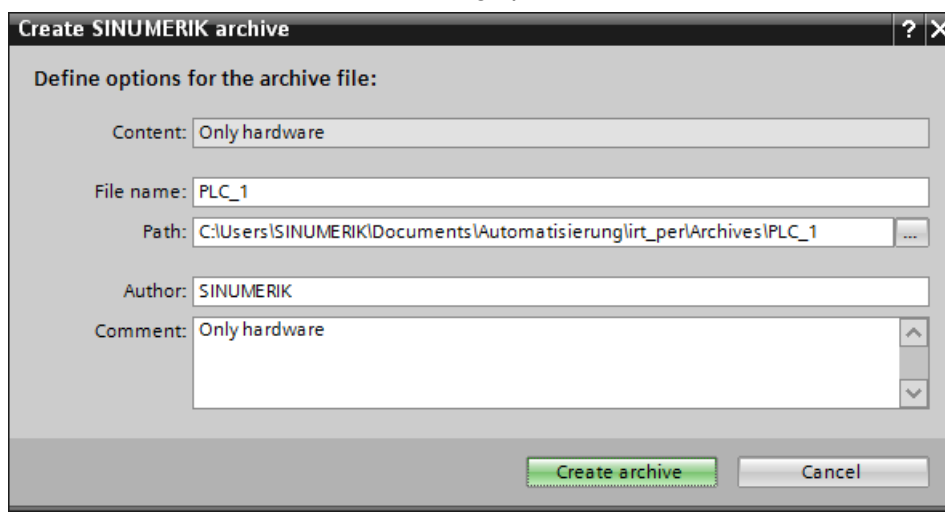 Create SINUMERIK archive ? X
Define options for the archive file:
Content: Only hardware
File name: PLC_1
Path: C:\Users\SINUMERIK\Documents\Automatisierung\irt_per\Archives\PLC_1 ...
Author: SINUMERIK
Comment: Only hardware
Create archive Cancel